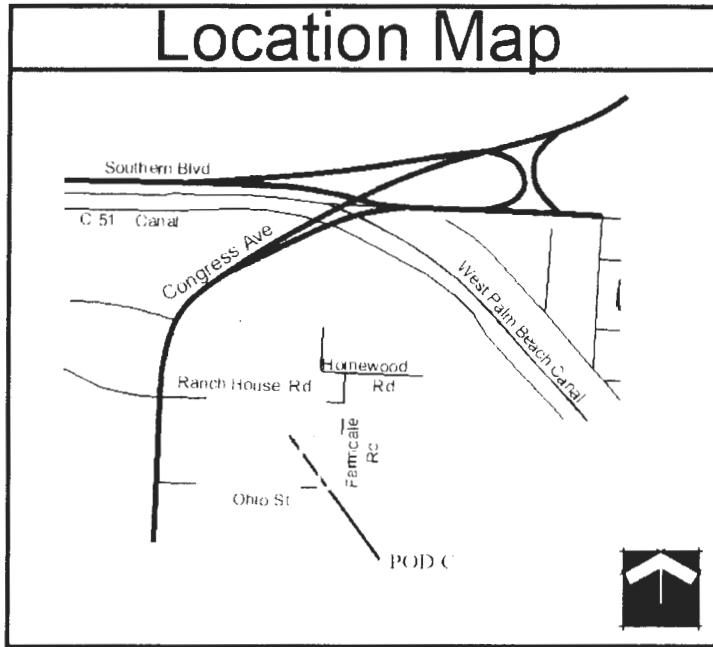 Location Map
Southern Blvd
C 51 Canal
Congress Ave
West Palm Beach Canal
Homewood
Rd
Ranch House Rd
Farmdale
Rd
Ohio St
POD C